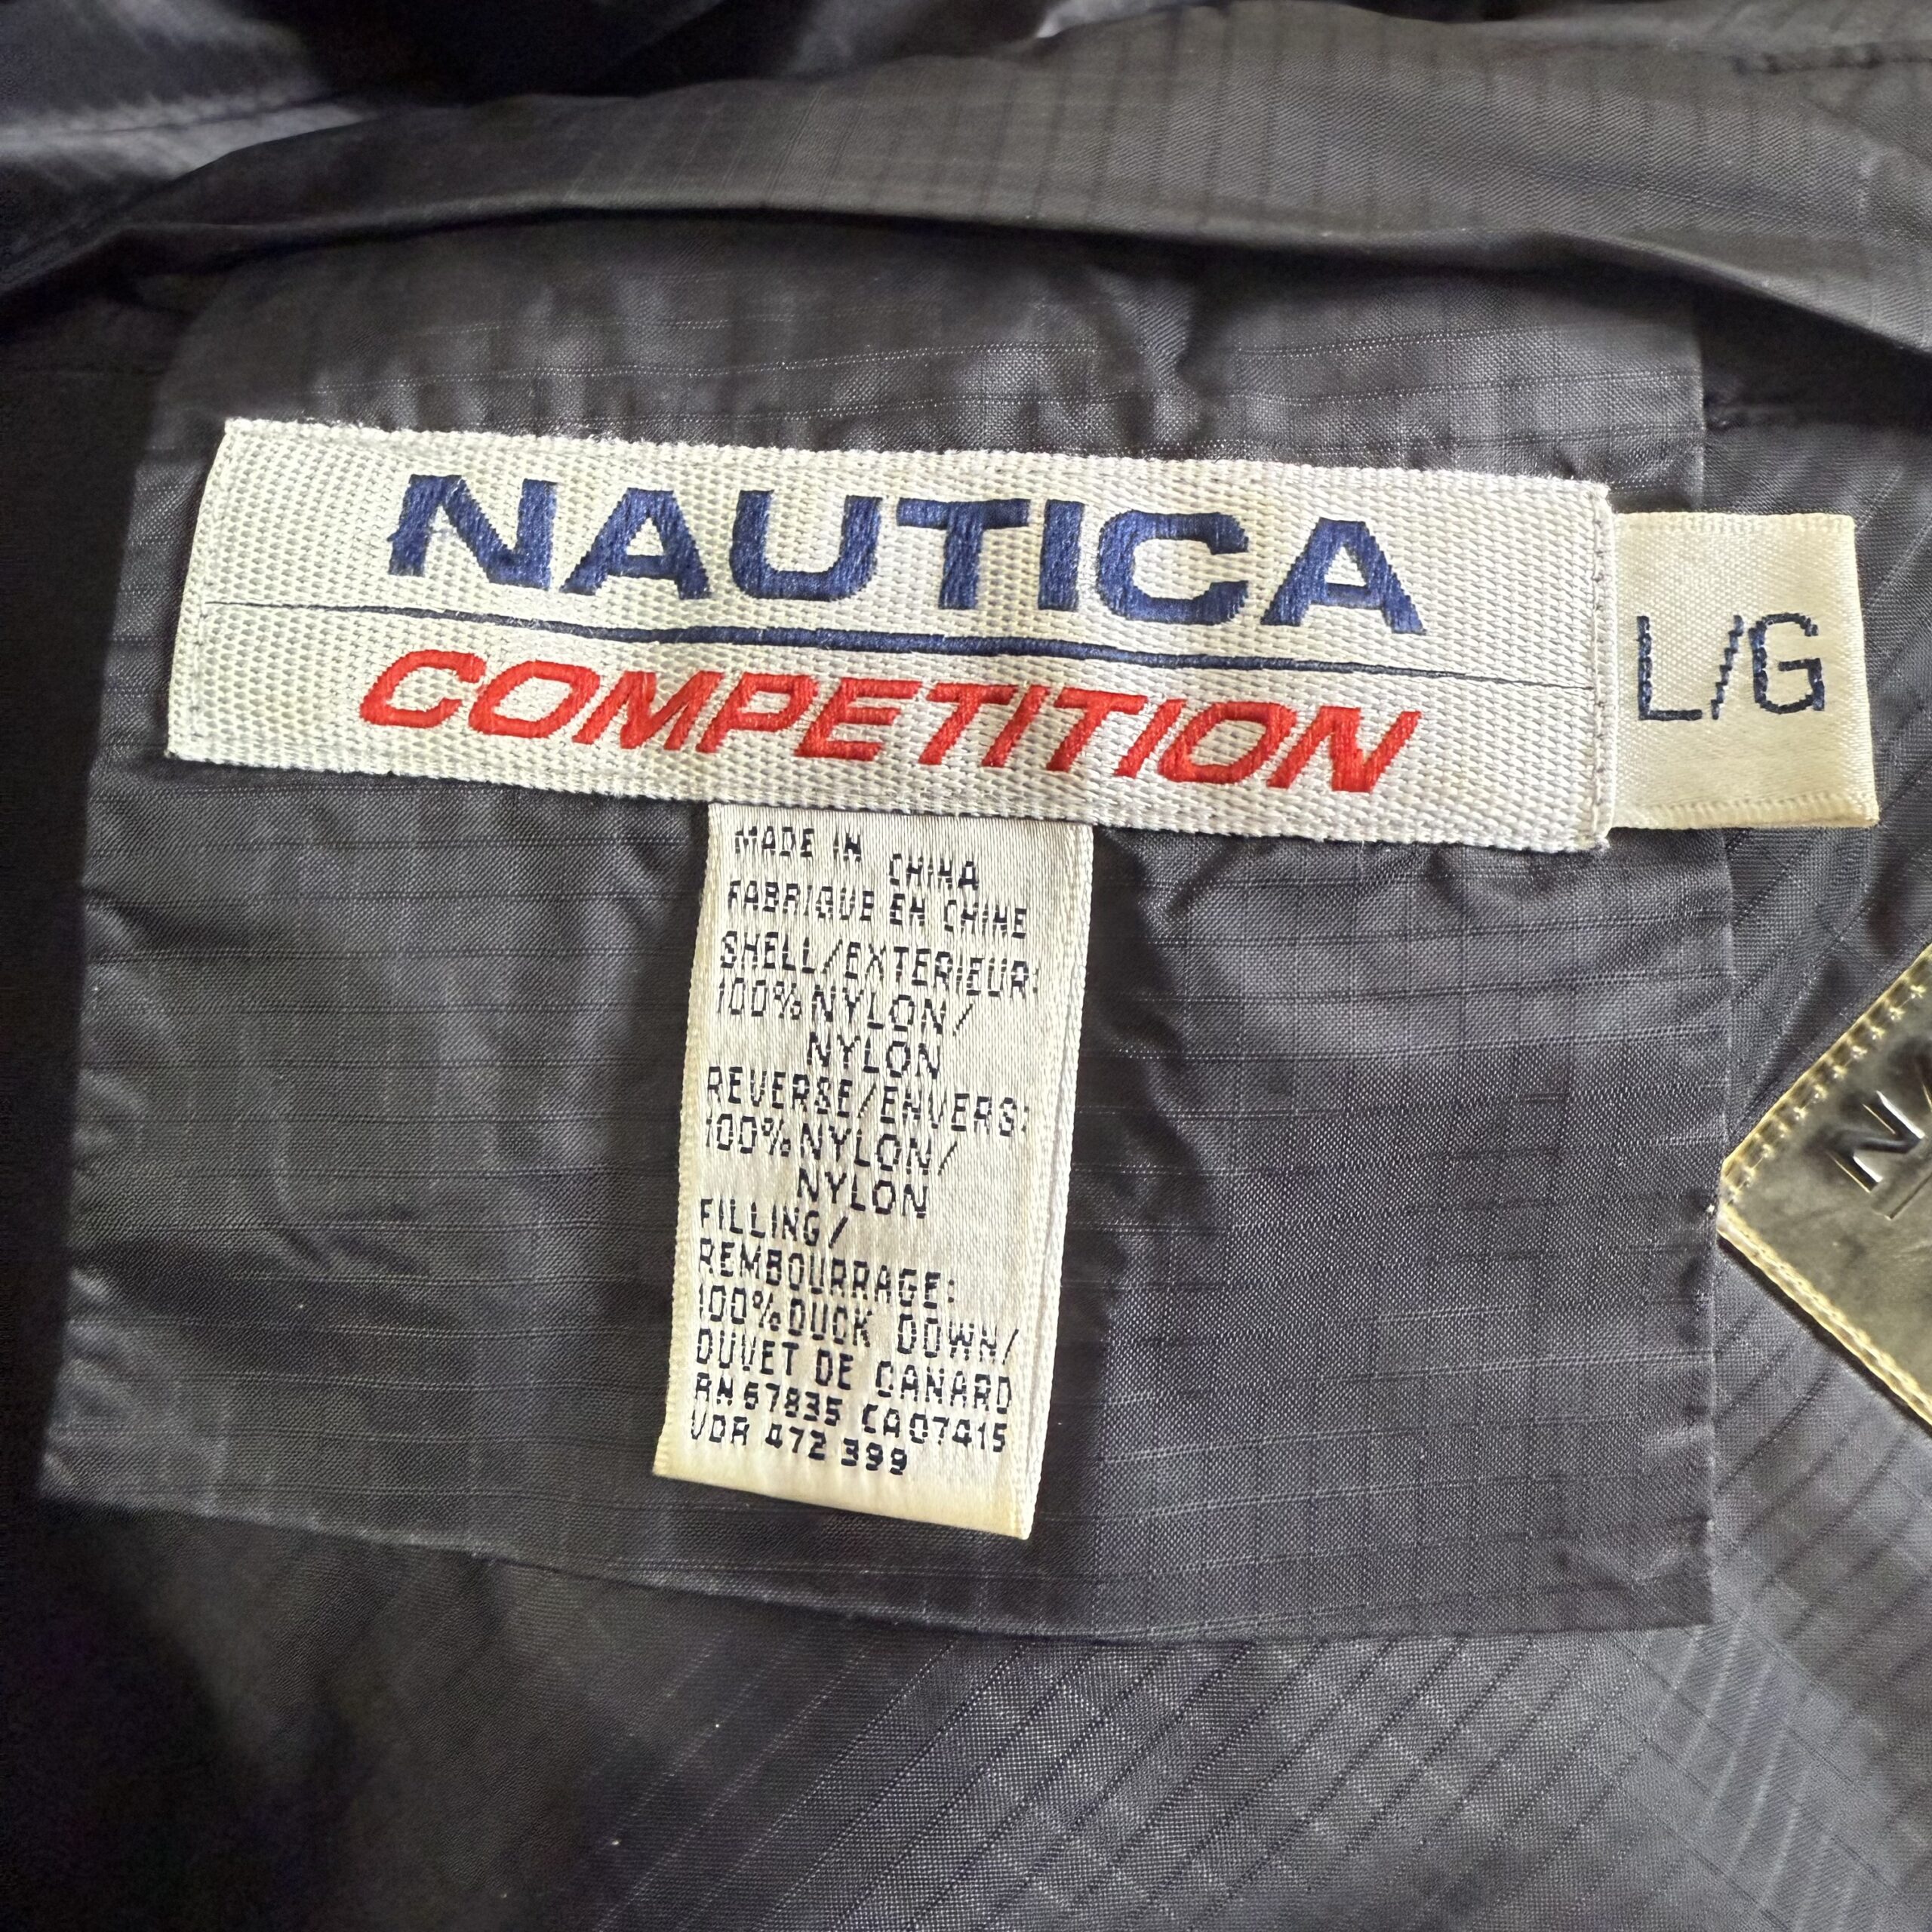 NAUTICA
COMPETITION
L/G
MADE IN CHINA
FABRIQUE EN CHINE
SHELL/EXTERIEUR:
100% NYLON/
NYLON
REVERSE/ENVERS:
100% NYLON/
NYLON
FILLING/
REMBOURRAGE:
100% DUCK DOWN/
DUVET DE CANARD
RN 67835 CA07415
VDR 472 399
NA